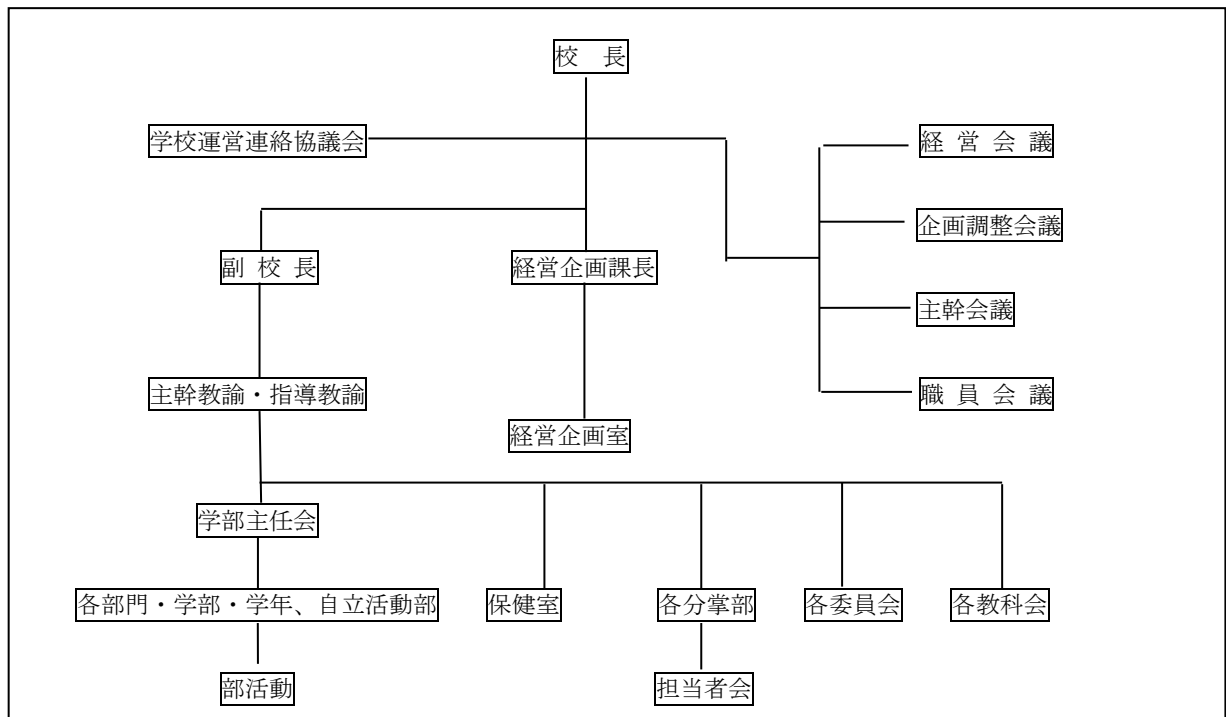 校　長
学校運営連絡協議会
経 営 会 議
企画調整会議
副 校 長
経営企画課長
主幹会議
主幹教諭・指導教諭
職 員 会 議
経営企画室
学部主任会
各部門・学部・学年、自立活動部
保健室
各分掌部
各委員会
各教科会
部活動
担当者会